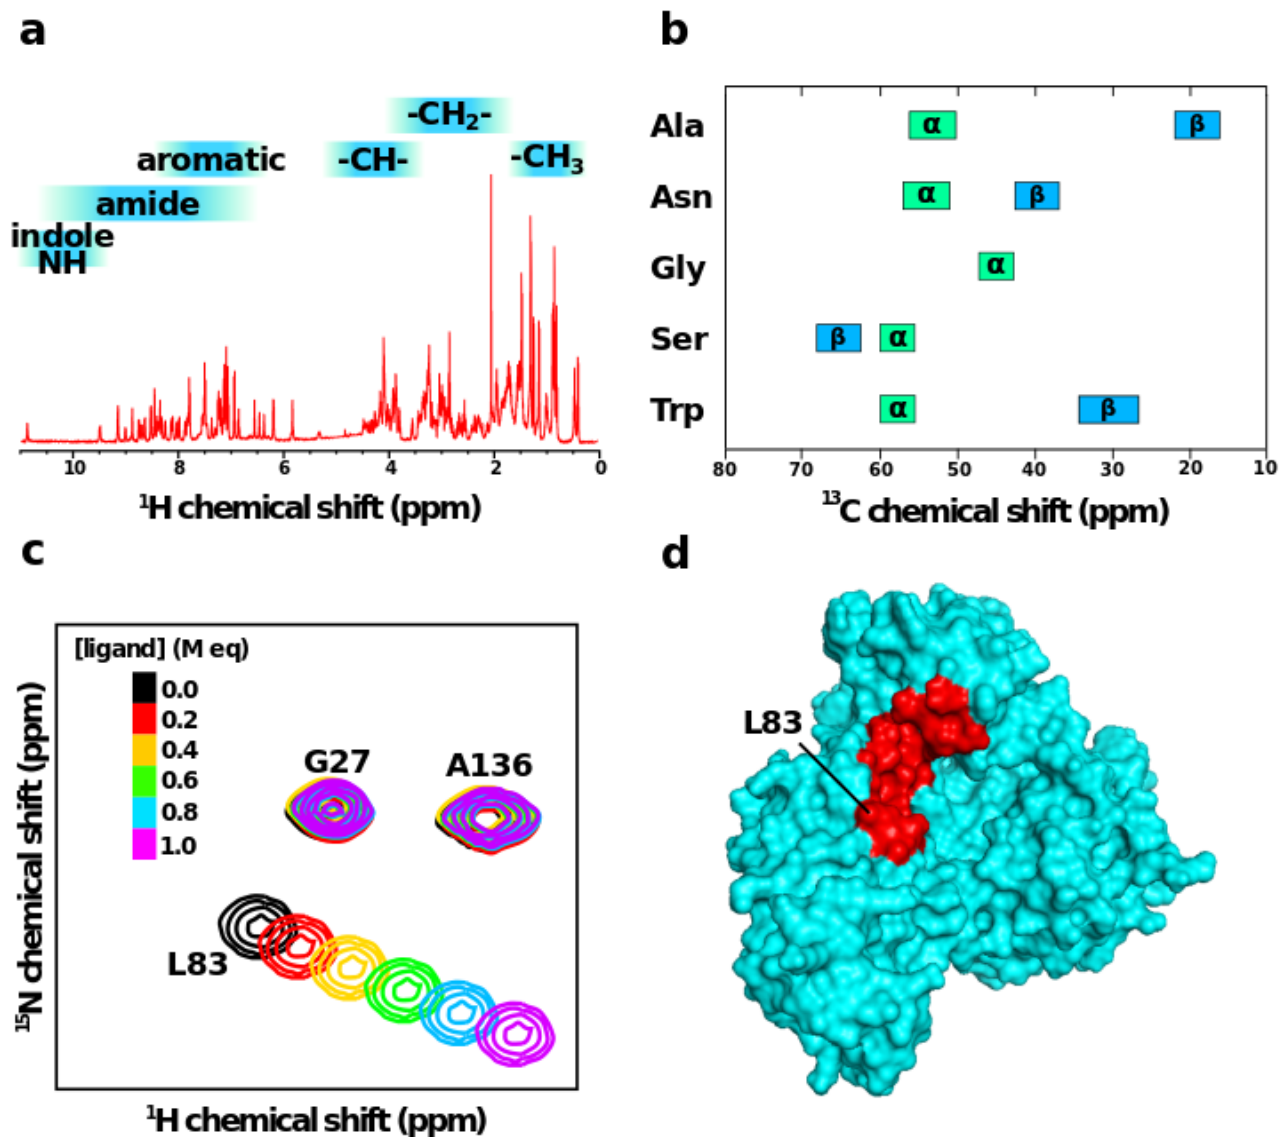 a
-CH₂-
aromatic
-CH-
-CH₃
amide
indole
NH
10 8 6 4 2 0
¹H chemical shift (ppm)
b
Ala α β
Asn α β
Gly α
Ser β α
Trp α β
80 70 60 50 40 30 20 10
¹³C chemical shift (ppm)
c
[ligand] (M eq)
0.0
0.2
0.4
0.6
0.8
1.0
G27
A136
L83
¹⁵N chemical shift (ppm)
¹H chemical shift (ppm)
d
L83